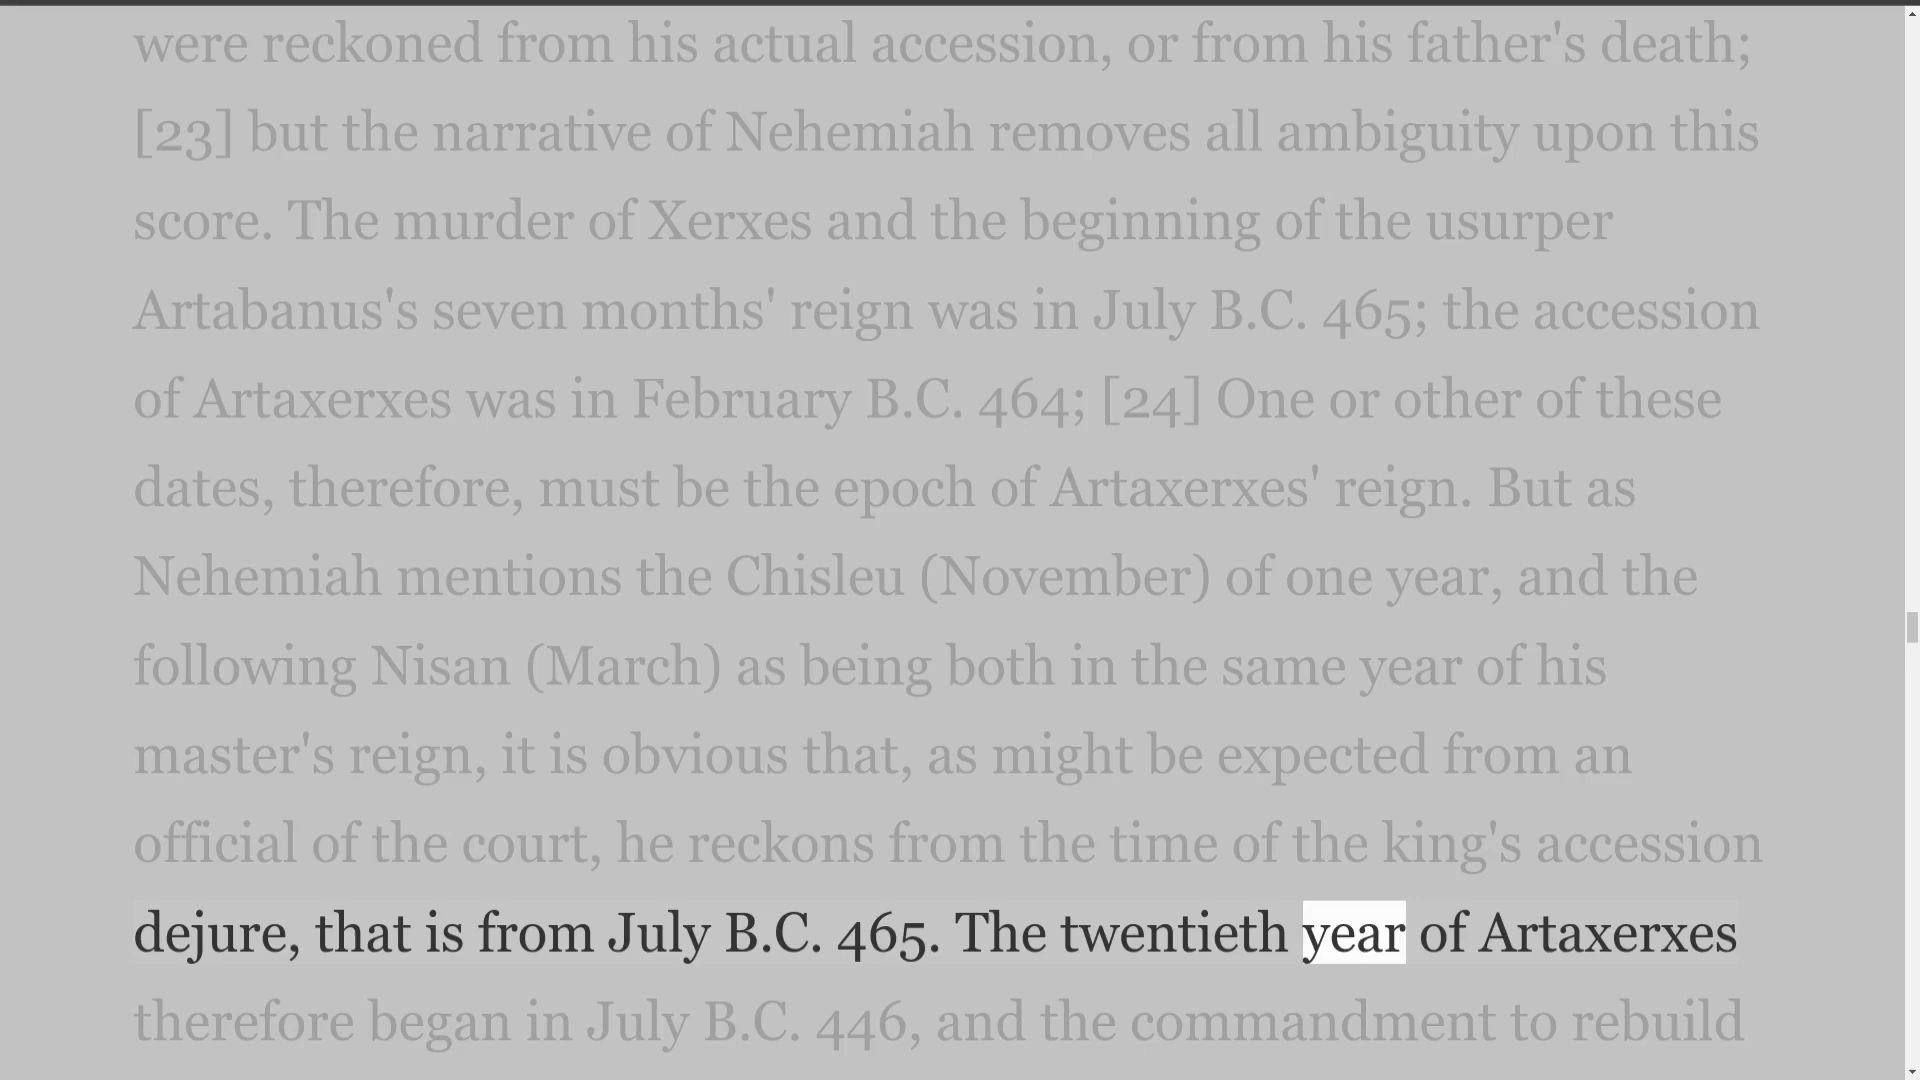 were reckoned from his actual accession, or from his father's death;
[23] but the narrative of Nehemiah removes all ambiguity upon this
score. The murder of Xerxes and the beginning of the usurper
Artabanus's seven months' reign was in July B.C. 465; the accession
of Artaxerxes was in February B.C. 464; [24] One or other of these
dates, therefore, must be the epoch of Artaxerxes' reign. But as
Nehemiah mentions the Chisleu (November) of one year, and the
following Nisan (March) as being both in the same year of his
master's reign, it is obvious that, as might be expected from an
official of the court, he reckons from the time of the king's accession
dejure, that is from July B.C. 465. The twentieth year of Artaxerxes
therefore began in July B.C. 446, and the commandment to rebuild